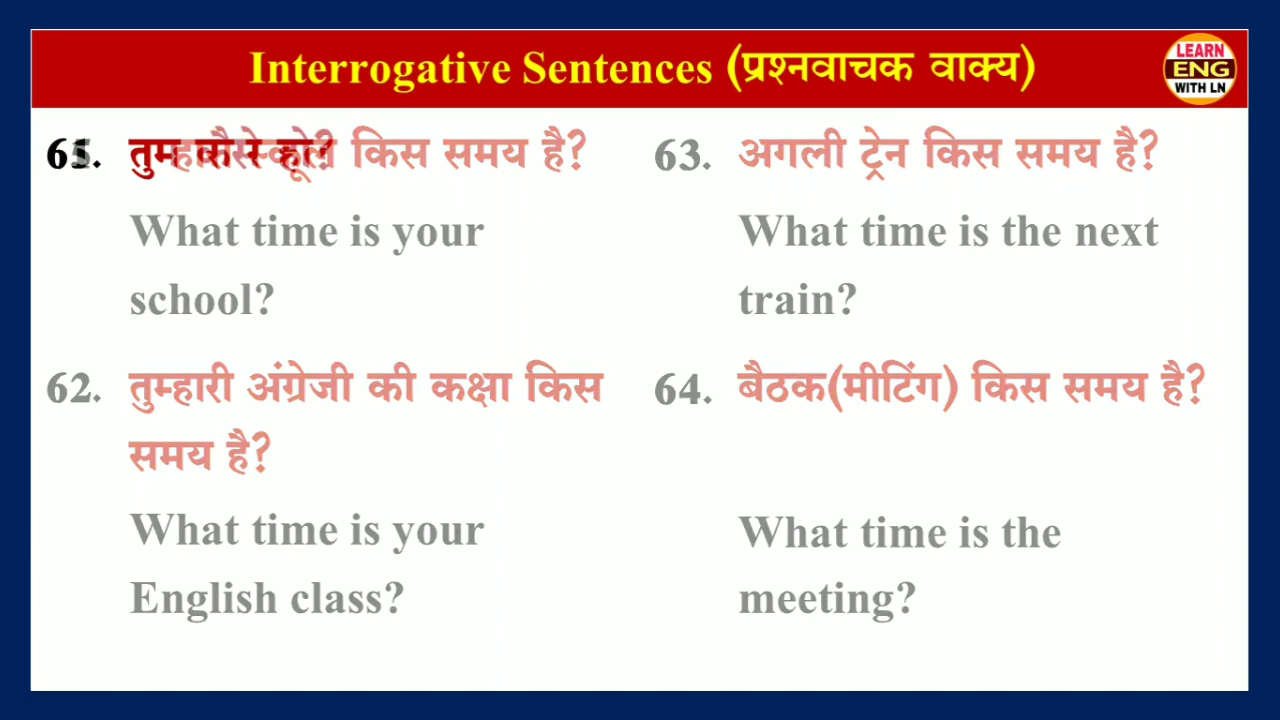 Interrogative Sentences (प्रश्नवाचक वाक्य)
LEARN
ENG
WITH LN
किस समय है?
What time is your
school?
62. तुम्हारी अंग्रेजी की कक्षा किस
समय है?
What time is your
English class?
63. अगली ट्रेन किस समय है?
What time is the next
train?
64. बैठक(मीटिंग) किस समय है?
What time is the
meeting?